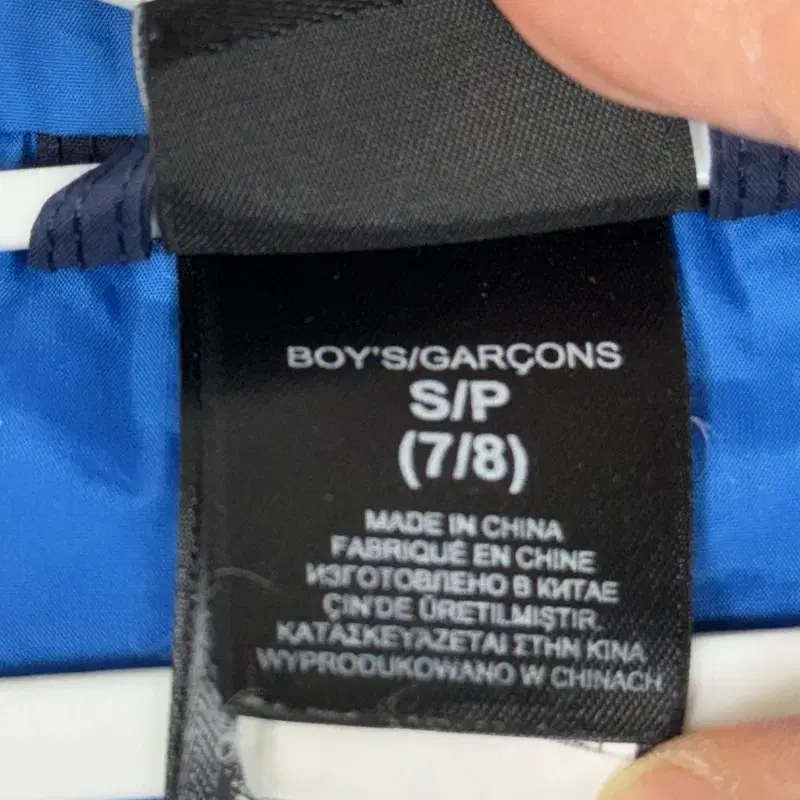 BOY'S/GARÇONS
S/P
(7/8)
MADE IN CHINA
FABRIQUÉ EN CHINE
ИЗГОТОВЛЕНО В КИТАЕ
ÇIN'DE ÜRETILMIŞTIR
ΚΑΤΑΣΚΕΥΑΖΕΤΑΙ ΣΤΗΝ ΚΙΝΑ
WYPRODUKOWANO W CHINACH